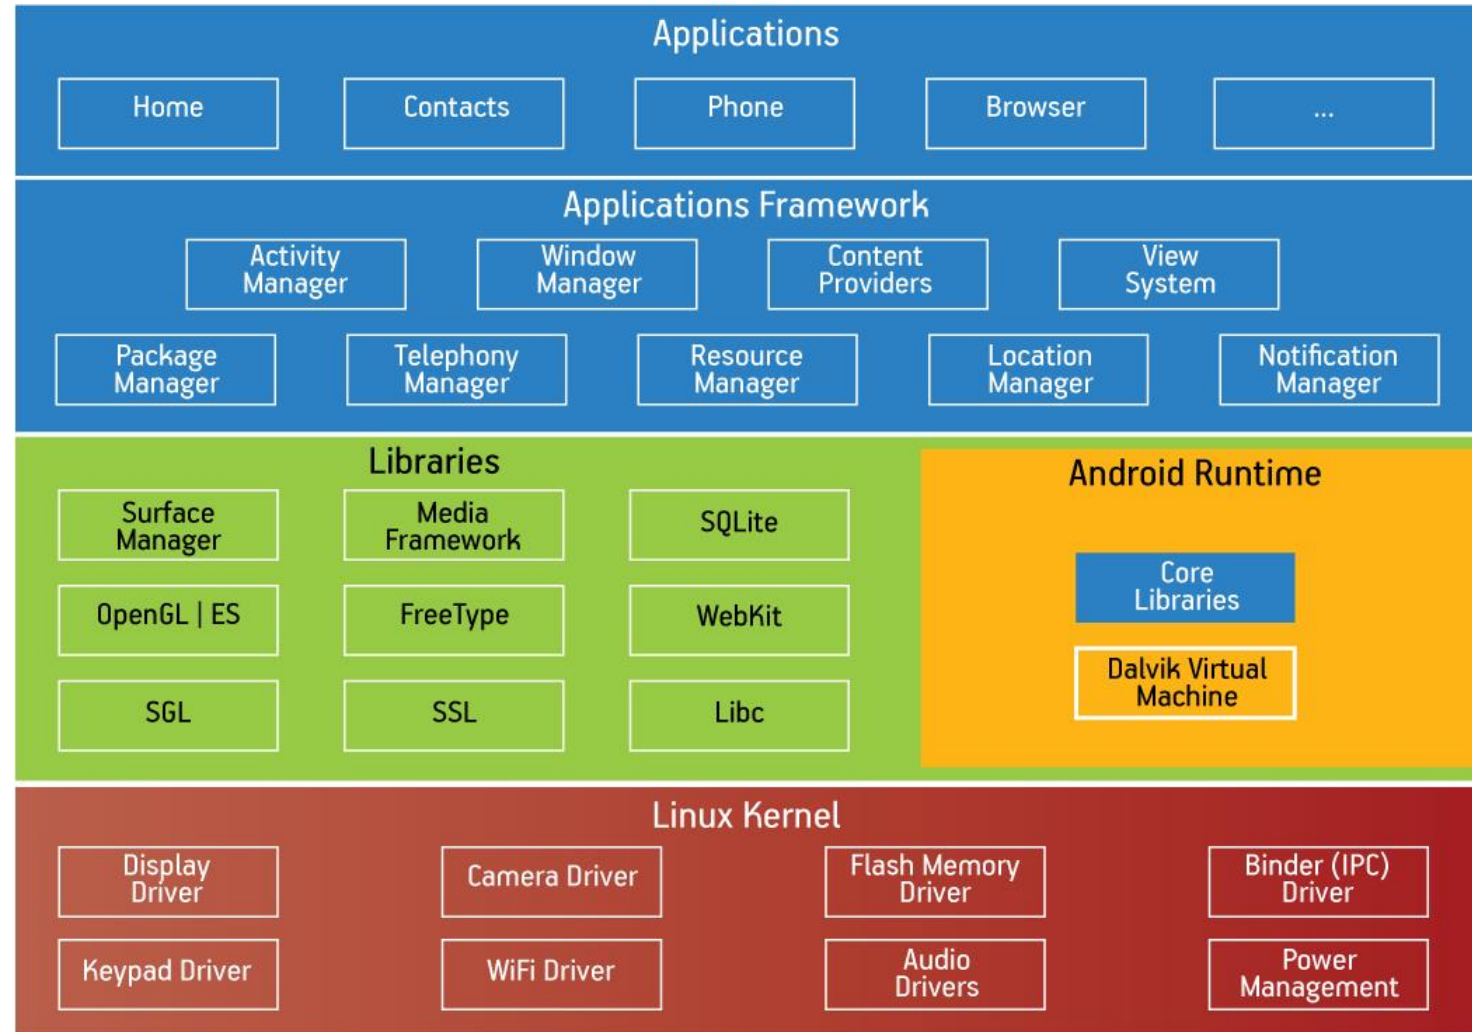 Applications
Home
Contacts
Phone
Browser
...
Applications Framework
Activity
Manager
Window
Manager
Content
Providers
View
System
Package
Manager
Telephony
Manager
Resource
Manager
Location
Manager
Notification
Manager
Libraries
Surface
Manager
Media
Framework
SQLite
OpenGL | ES
FreeType
WebKit
SGL
SSL
Libc
Android Runtime
Core
Libraries
Dalvik Virtual
Machine
Linux Kernel
Display
Driver
Camera Driver
Flash Memory
Driver
Binder (IPC)
Driver
Keypad Driver
WiFi Driver
Audio
Drivers
Power
Management